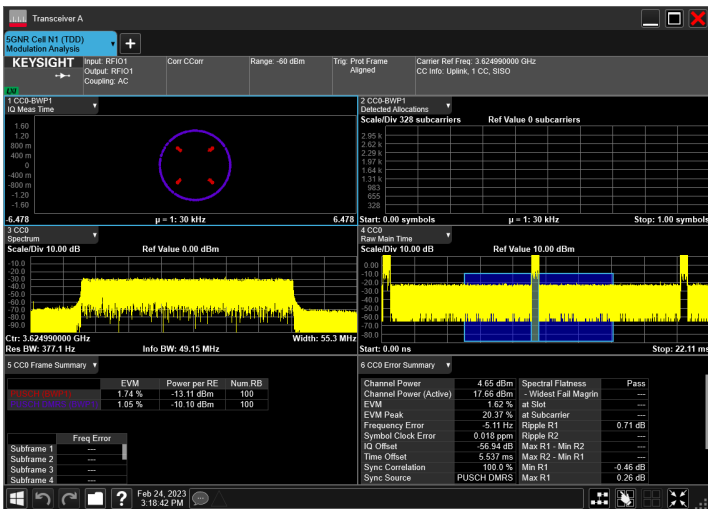 Transceiver A
5GNR Cell N1 (TDD)
Modulation Analysis
KEYSIGHT
LXI
Input: RFIO1
Output: RFIO1
Coupling: AC
Corr CCorr
Range: -60 dBm
Trig: Prot Frame
Aligned
Carrier Ref Freq: 3.624990000 GHz
CC Info: Uplink, 1 CC, SISO
1 CC0-BWP1
IQ Meas Time
1.60
1.20
800 m
400 m
0
-400 m
-800 m
-1.20
-1.60
-6.478 μ = 1: 30 kHz 6.478
2 CC0-BWP1
Detected Allocations
Scale/Div 328 subcarriers Ref Value 0 subcarriers
2.95 k
2.62 k
2.29 k
1.97 k
1.64 k
1.31 k
983
655
328
Start: 0.00 symbols μ = 1: 30 kHz Stop: 1.00 symbols
3 CC0
Spectrum
Scale/Div 10.00 dB Ref Value 0.00 dBm
-10.0
-20.0
-30.0
-40.0
-50.0
-60.0
-70.0
-80.0
-90.0
Ctr: 3.624990000 GHz Width: 55.3 MHz
Res BW: 377.1 Hz Info BW: 49.15 MHz
4 CC0
Raw Main Time
Scale/Div 10.00 dB Ref Value 10.00 dBm
0.00
-10.0
-20.0
-30.0
-40.0
-50.0
-60.0
-70.0
-80.0
Start: 0.00 ns Stop: 22.11 ms
5 CC0 Frame Summary
EVM Power per RE Num.RB
1.74 % -13.11 dBm 100
1.05 % -10.10 dBm 100
Freq Error
Subframe 1 ---
Subframe 2 ---
Subframe 3 ---
Subframe 4 ---
6 CC0 Error Summary
Channel Power 4.65 dBm Spectral Flatness Pass
Channel Power (Active) 17.66 dBm - Widest Fail Magrin ---
EVM 1.62 % at Slot ---
EVM Peak 20.37 % at Subcarrier ---
Frequency Error -5.11 Hz Ripple R1 0.71 dB
Symbol Clock Error 0.018 ppm Ripple R2 ---
IQ Offset -56.94 dB Max R1 - Min R2 ---
Time Offset 5.537 ms Max R2 - Min R1 ---
Sync Correlation 100.0 % Min R1 -0.46 dB
Sync Source PUSCH DMRS Max R1 0.26 dB
Feb 24, 2023
3:18:42 PM